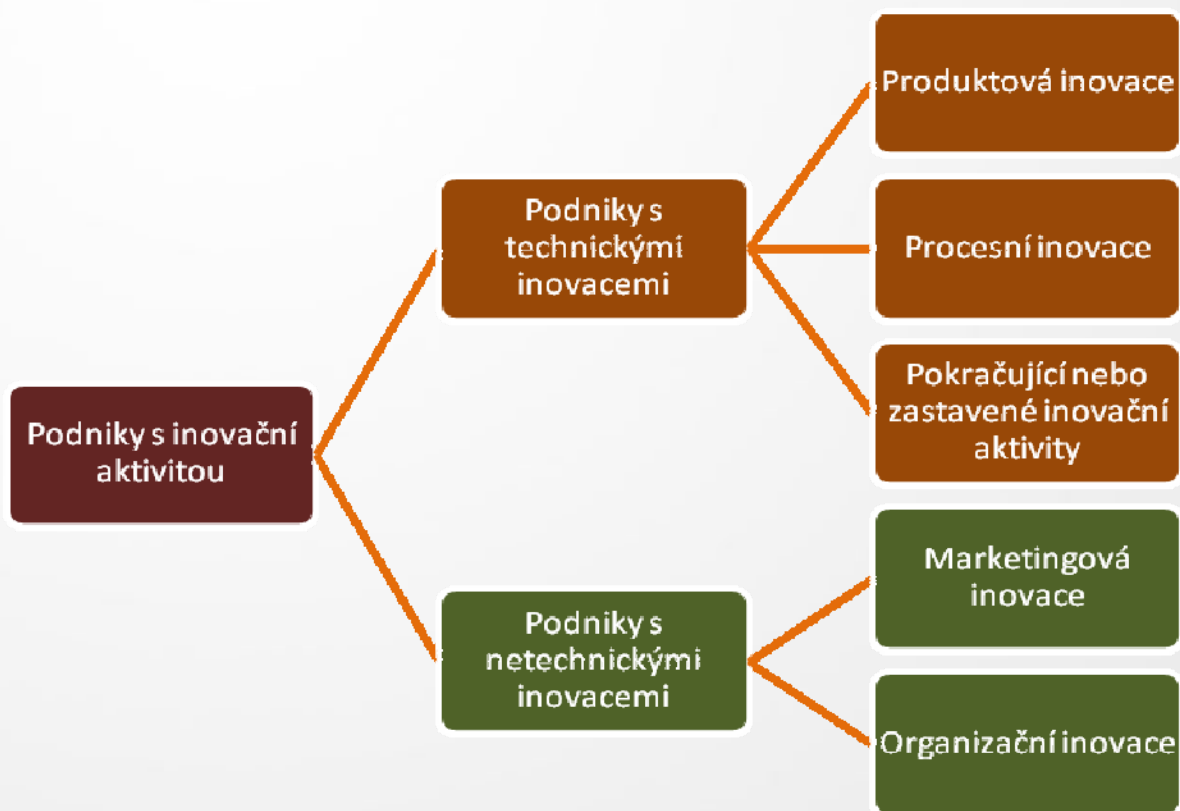 Podniky s inovační
aktivitou
Podniky s
technickými
inovacemi
Produktová inovace
Procesní inovace
Pokračující nebo
zastavené inovační
aktivity
Podniky s
netechnickými
inovacemi
Marketingová
inovace
Organizační inovace